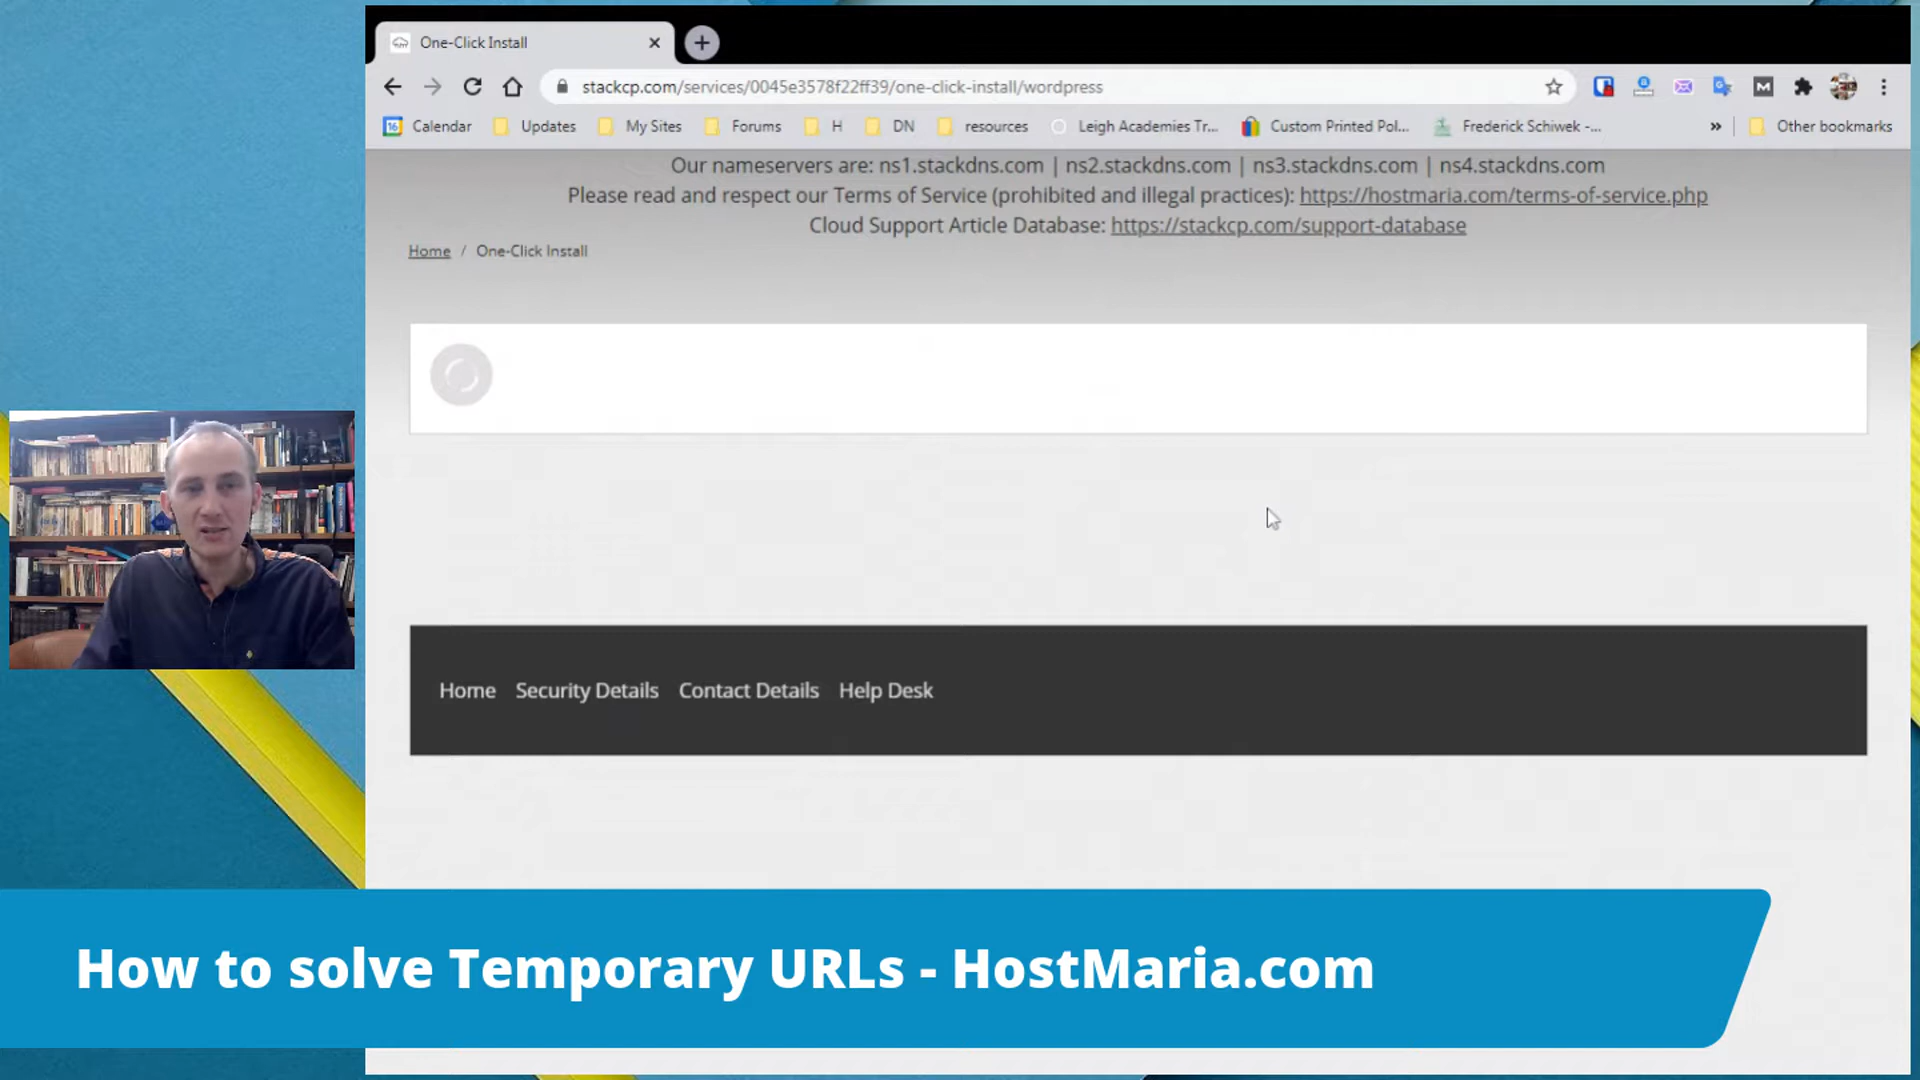 One-Click Install
stackcp.com/services/0045e3578f22ff39/one-click-install/wordpress
16 Calendar Updates My Sites Forums H DN resources Leigh Academies Tr... Custom Printed Pol... Frederick Schiwek -... » Other bookmarks
Our nameservers are: ns1.stackdns.com | ns2.stackdns.com | ns3.stackdns.com | ns4.stackdns.com
Please read and respect our Terms of Service (prohibited and illegal practices): https://hostmaria.com/terms-of-service.php
Cloud Support Article Database: https://stackcp.com/support-database
Home / One-Click Install
Home Security Details Contact Details Help Desk
How to solve Temporary URLs - HostMaria.com